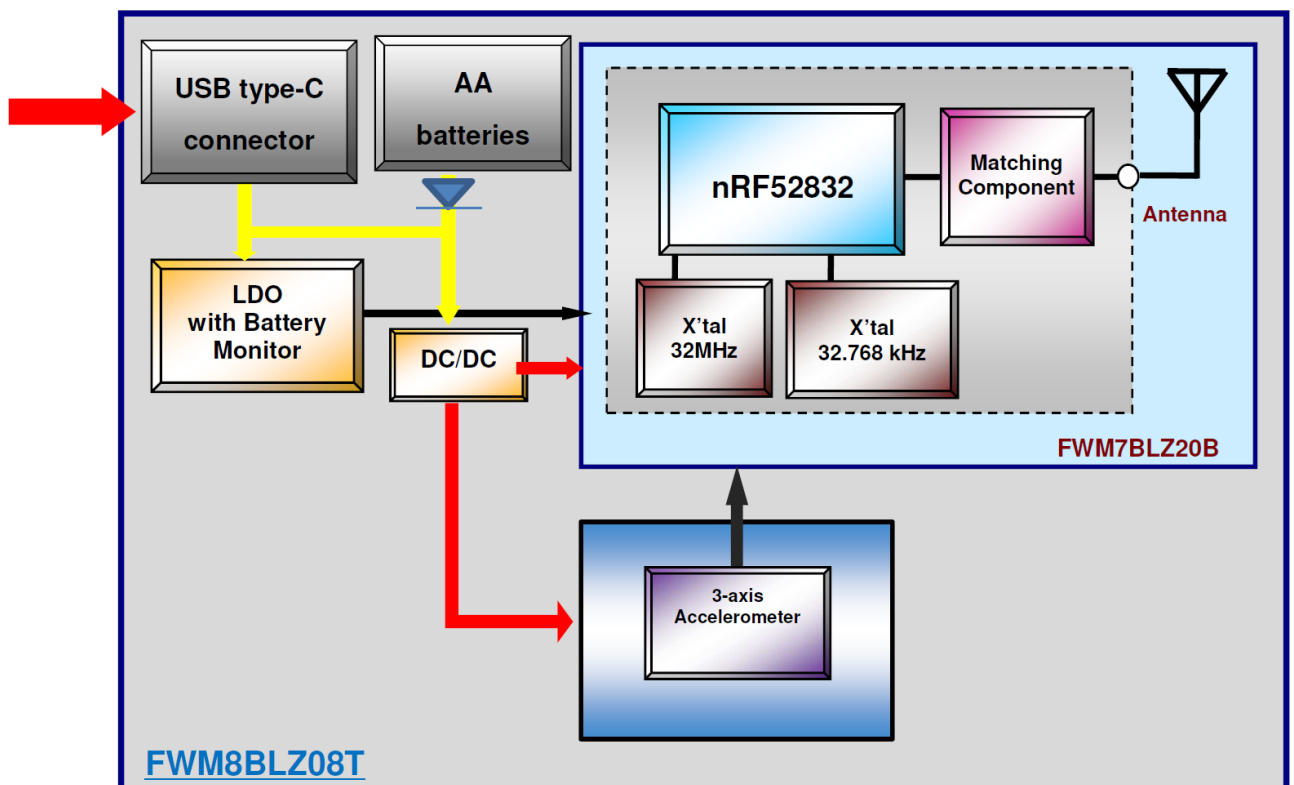 USB type-C
connector
AA
batteries
nRF52832
Matching
Component
Antenna
LDO
with Battery
Monitor
DC/DC
X'tal
32MHz
X'tal
32.768 kHz
FWM7BLZ20B
3-axis
Accelerometer
FWM8BLZ08T